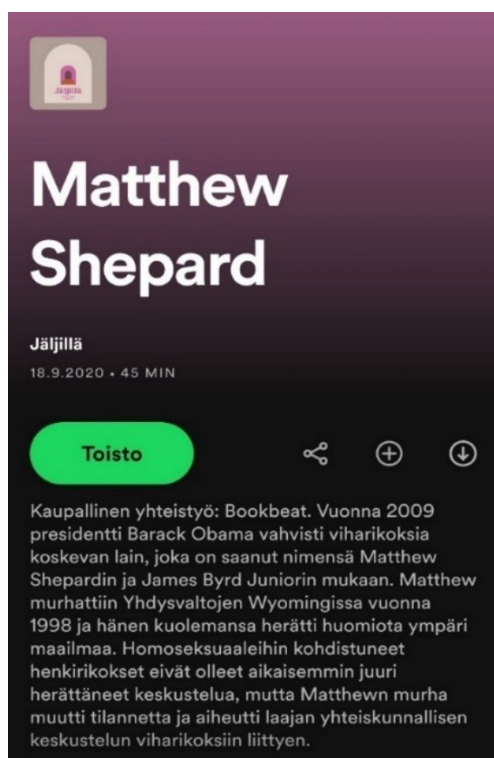 Jäljillä
Matthew
Shepard
Jäljillä
18.9.2020 • 45 MIN
Toisto
Kaupallinen yhteistyö: Bookbeat. Vuonna 2009
presidentti Barack Obama vahvisti viharikoksia
koskevan lain, joka on saanut nimensä Matthew
Shepardin ja James Byrd Juniorin mukaan. Matthew
murhattiin Yhdysvaltojen Wyomingissa vuonna
1998 ja hänen kuolemansa herätti huomiota ympäri
maailmaa. Homoseksuaaleihin kohdistuneet
henkirikokset eivät olleet aikaisemmin juuri
herättäneet keskustelua, mutta Matthewn murha
muutti tilannetta ja aiheutti laajan yhteiskunnallisen
keskustelun viharikoksiin liittyen.